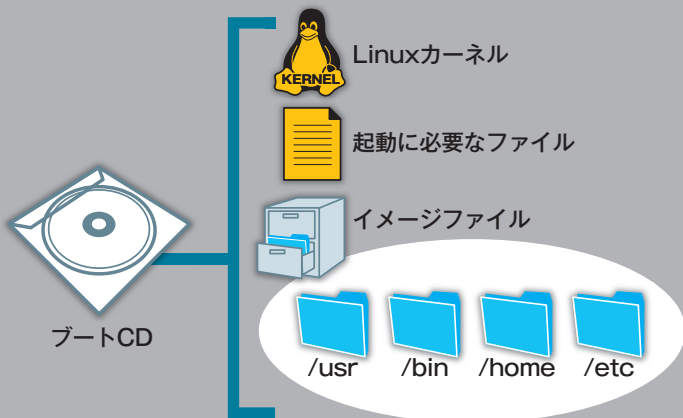 Linuxカーネル
KERNEL
起動に必要なファイル
イメージファイル
ブートCD
/usr
/bin
/home
/etc